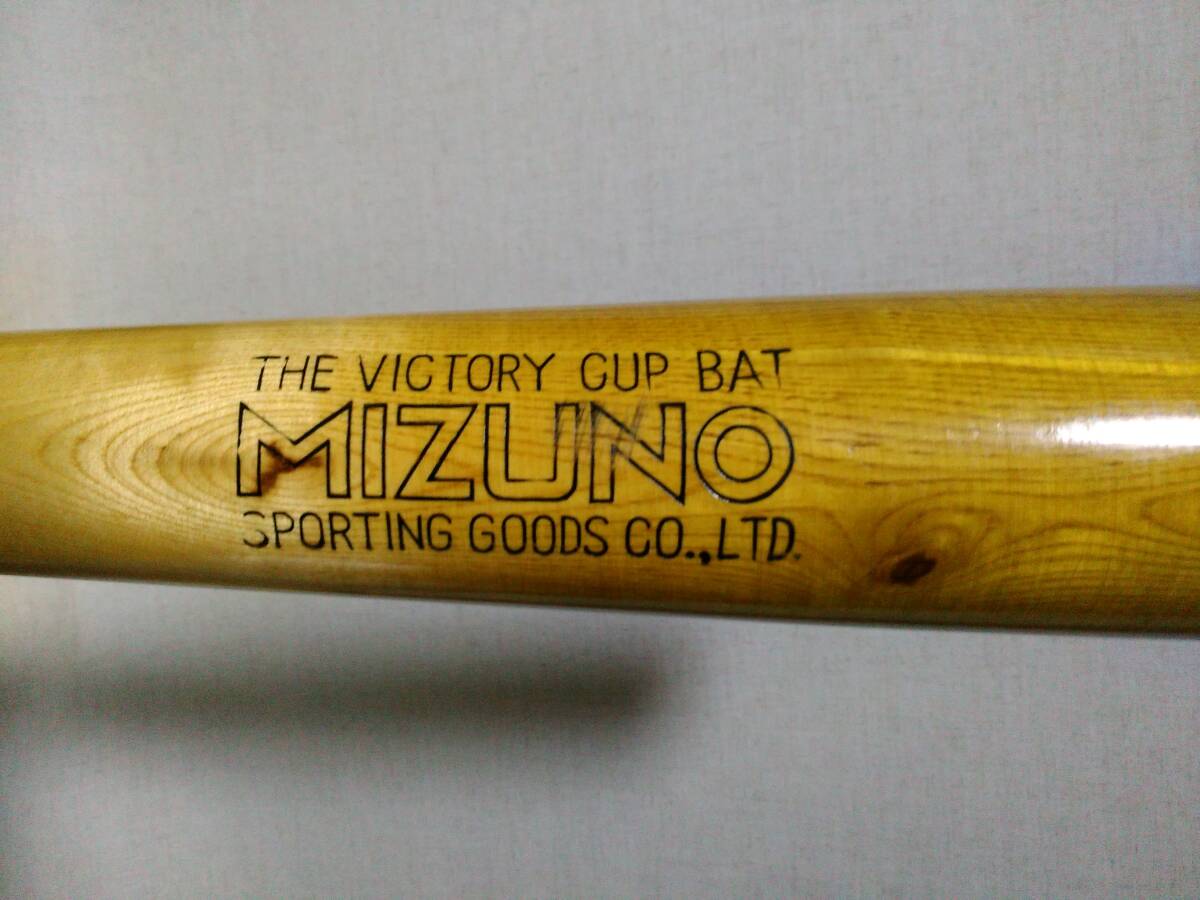 THE VICTORY CUP BAT
MIZUNO
SPORTING GOODS CO.,LTD.